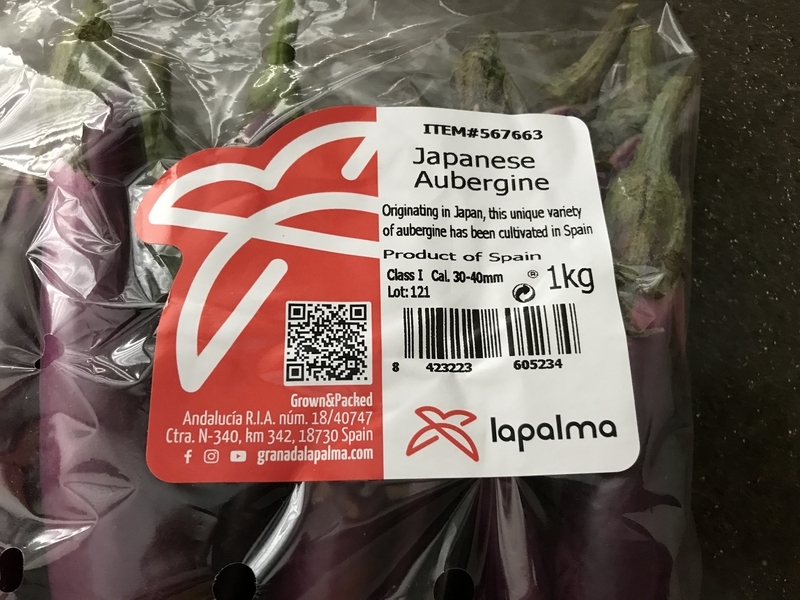 ITEM#567663
Japanese
Aubergine
Originating in Japan, this unique variety
of aubergine has been cultivated in Spain
Product of Spain
Class I Cal. 30-40mm
Lot: 121
® 1kg
8 423223 605234
lapalma
Grown&Packed
Andalucía R.I.A. núm. 18/40747
Ctra. N-340, km 342, 18730 Spain
granadalapalma.com